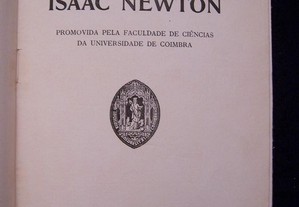 ISAAC NEWTON
PROMOVIDA PELA FACULDADE DE CIÊNCIAS
DA UNIVERSIDADE DE COIMBRA